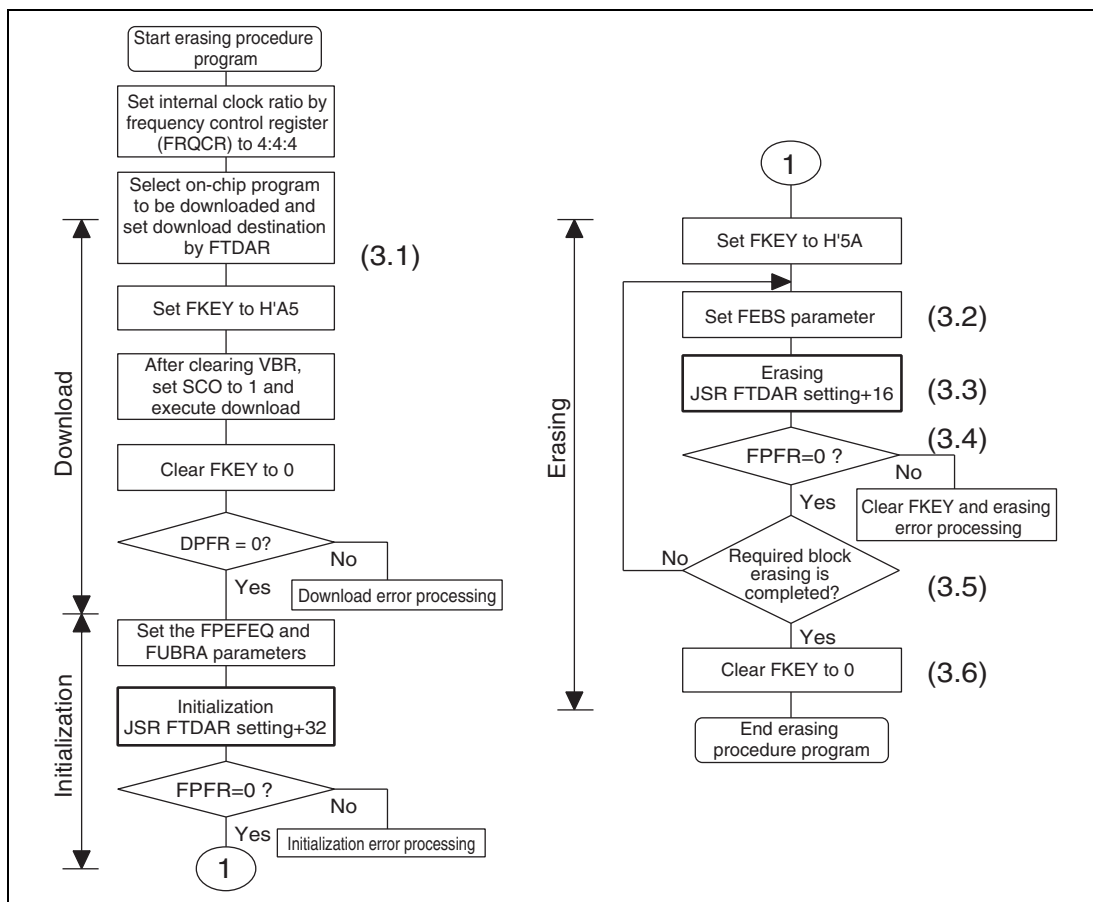 Start erasing procedure
program
Set internal clock ratio by
frequency control register
(FRQCR) to 4:4:4
Select on-chip program
to be downloaded and
set download destination
by FTDAR
(3.1)
Set FKEY to H'A5
After clearing VBR,
set SCO to 1 and
execute download
Clear FKEY to 0
DPFR = 0?
No
Yes
Download error processing
Download
Set the FPEFEQ and
FUBRA parameters
Initialization
JSR FTDAR setting+32
FPFR=0 ?
No
Yes
Initialization error processing
Initialization
1
1
Set FKEY to H'5A
Set FEBS parameter
(3.2)
Erasing
JSR FTDAR setting+16
(3.3)
(3.4)
FPFR=0 ?
No
Yes
Clear FKEY and erasing
error processing
Erasing
No
Required block
erasing is
completed?
(3.5)
Yes
Clear FKEY to 0
(3.6)
End erasing
procedure program